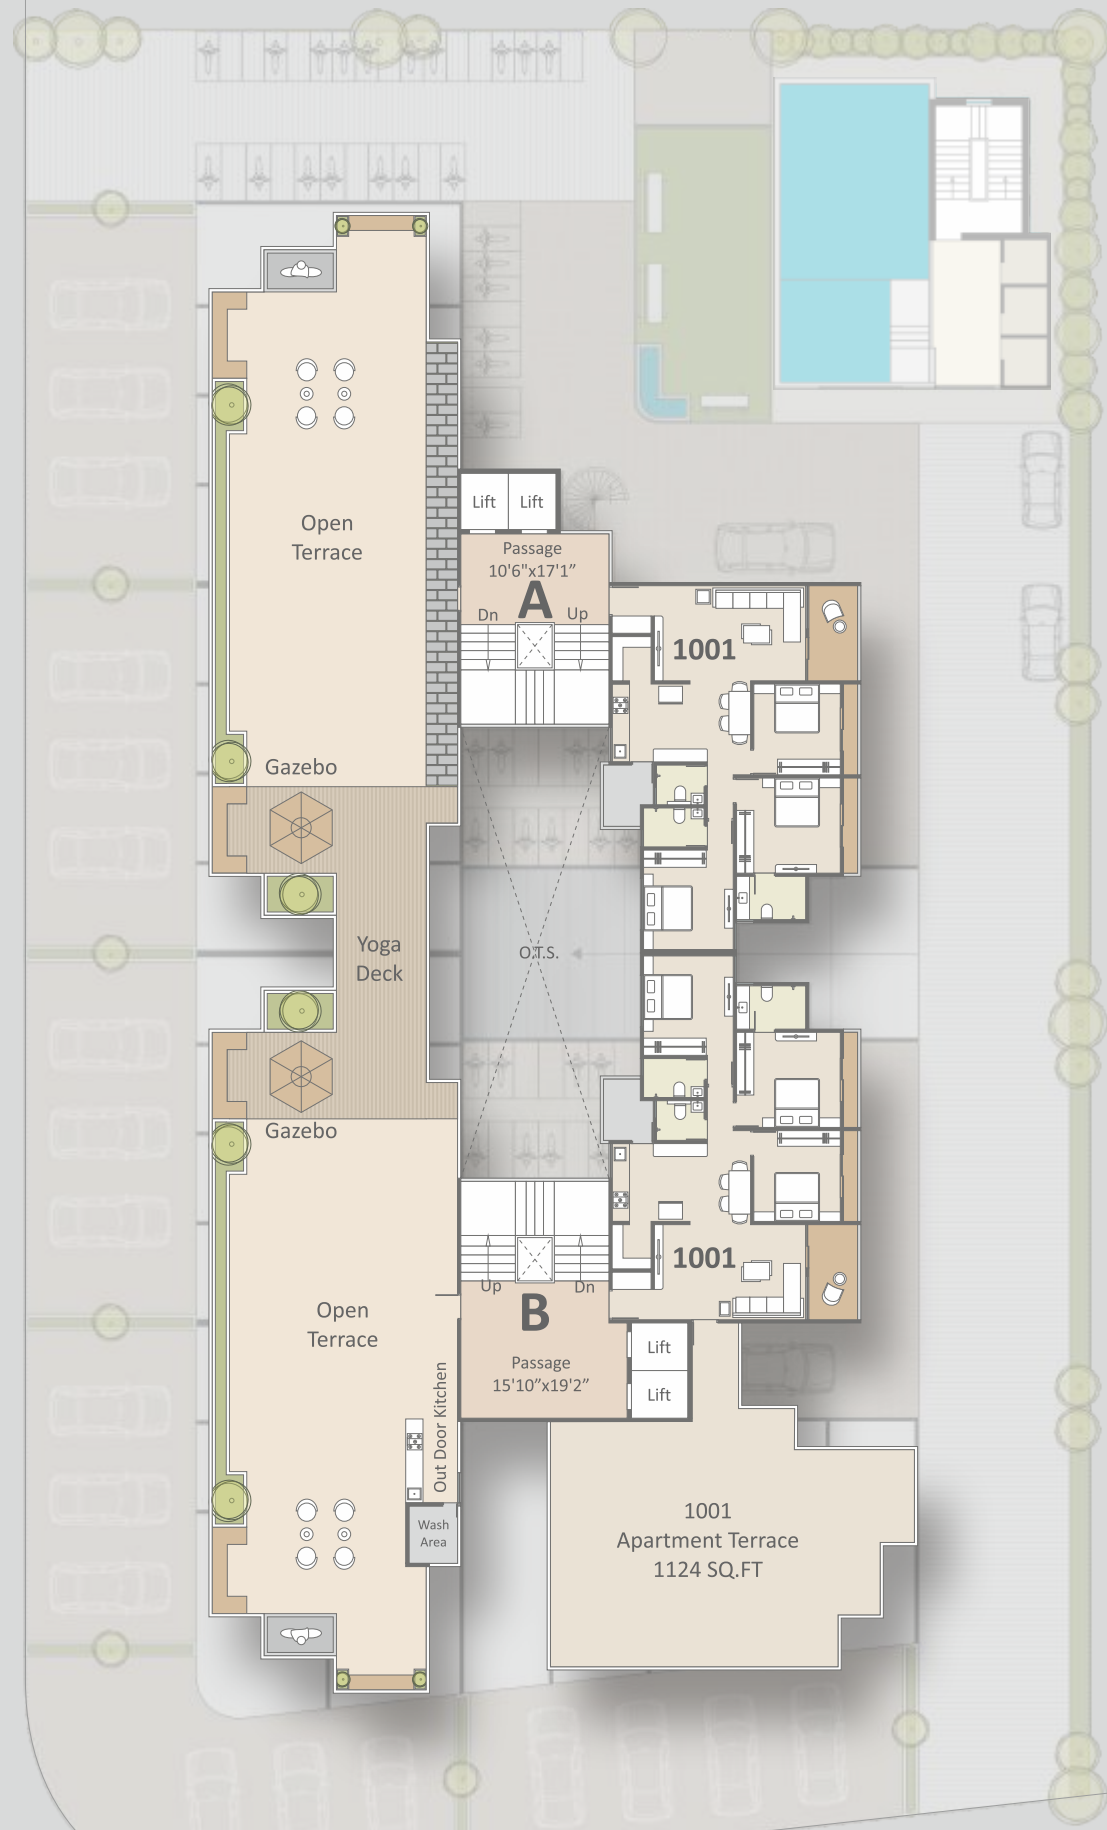 Lift
Lift
Open
Terrace
Passage
10'6"x17'1”
A
Dn
Up
1001
Gazebo
Yoga
Deck
O.T.S.
Gazebo
1001
Up
Dn
B
Open
Terrace
Lift
Passage
15'10”x19'2”
Lift
Out Door Kitchen
Wash
Area
1001
Apartment Terrace
1124 SQ.FT